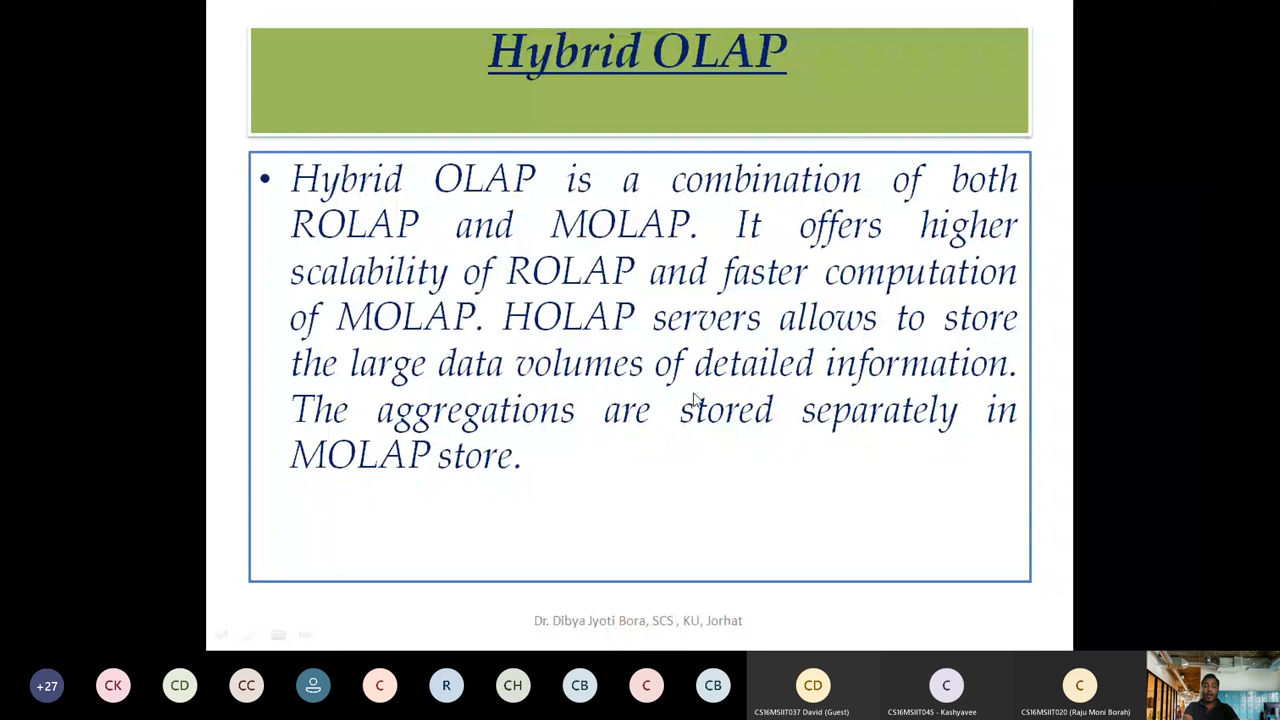 Hybrid OLAP
• Hybrid OLAP is a combination of both
ROLAP and MOLAP. It offers higher
scalability of ROLAP and faster computation
of MOLAP. HOLAP servers allows to store
the large data volumes of detailed information.
The aggregations are stored separately in
MOLAP store.
Dr. Dibya Jyoti Bora, SCS , KU, Jorhat
+27 CK CD CC C R CH CB C CB CD C C
CS16MSIIT037 David (Guest) CS16MSIIT045 - Kashyavee CS16MSIIT020 (Raju Moni Borah)